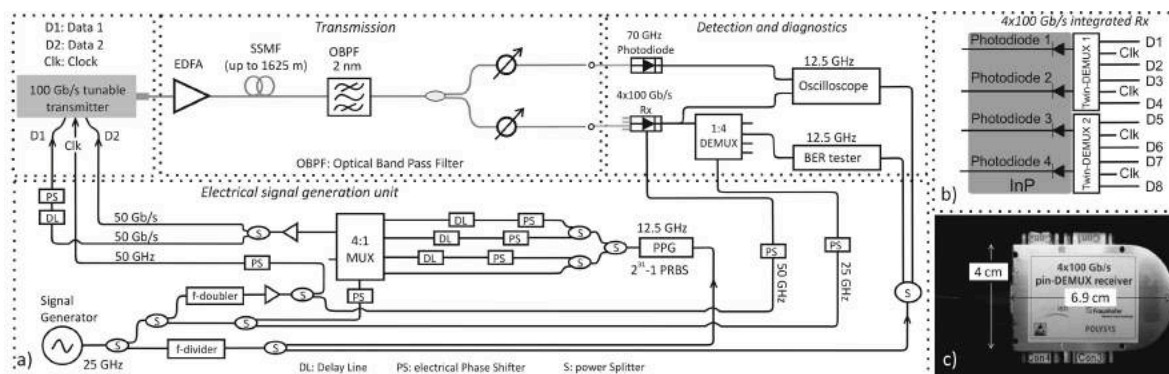 D1: Data 1
D2: Data 2
Clk: Clock
100 Gb/s tunable
transmitter
D1
Clk
D2
Transmission
EDFA
SSMF
(up to 1625 m)
OBPF
2 nm
OBPF: Optical Band Pass Filter
Detection and diagnostics
70 GHz
Photodiode
4x100 Gb/s
Rx
12.5 GHz
Oscilloscope
1:4
DEMUX
12.5 GHz
BER tester
Electrical signal generation unit
PS
DL
50 Gb/s
50 Gb/s
50 GHz
PS
S
4:1
MUX
DL
PS
DL
PS
DL
PS
S
S
S
12.5 GHz
PPG
2^31-1 PRBS
PS
PS
50 GHz
PS
25 GHz
S
Signal
Generator
25 GHz
S
S
f-doubler
S
S
f-divider
S
a)
DL: Delay Line
PS: electrical Phase Shifter
S: power Splitter
4x100 Gb/s integrated Rx
Photodiode 1
Photodiode 2
Photodiode 3
Photodiode 4
InP
Twin-DEMUX 1
Twin-DEMUX 2
D1
Clk
D2
D3
Clk
D4
D5
Clk
D6
D7
Clk
D8
b)
4 cm
4x100 Gb/s
pin-DEMUX receiver
6.9 cm
Fraunhofer
POLYSYS
Con4
Con3
c)